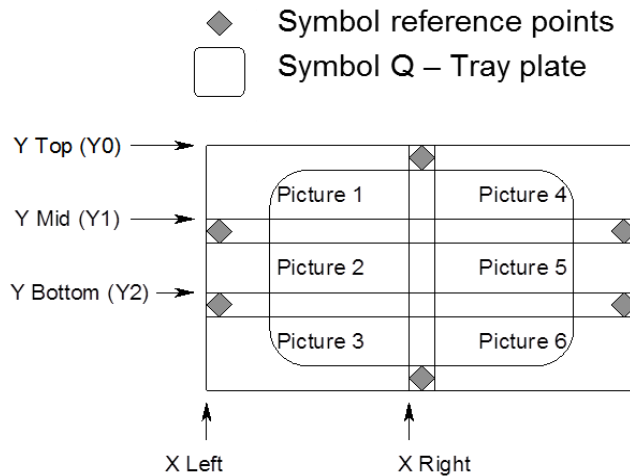 Symbol reference points
Symbol Q – Tray plate
Y Top (Y0)
Picture 1
Picture 4
Y Mid (Y1)
Picture 2
Picture 5
Y Bottom (Y2)
Picture 3
Picture 6
X Left
X Right